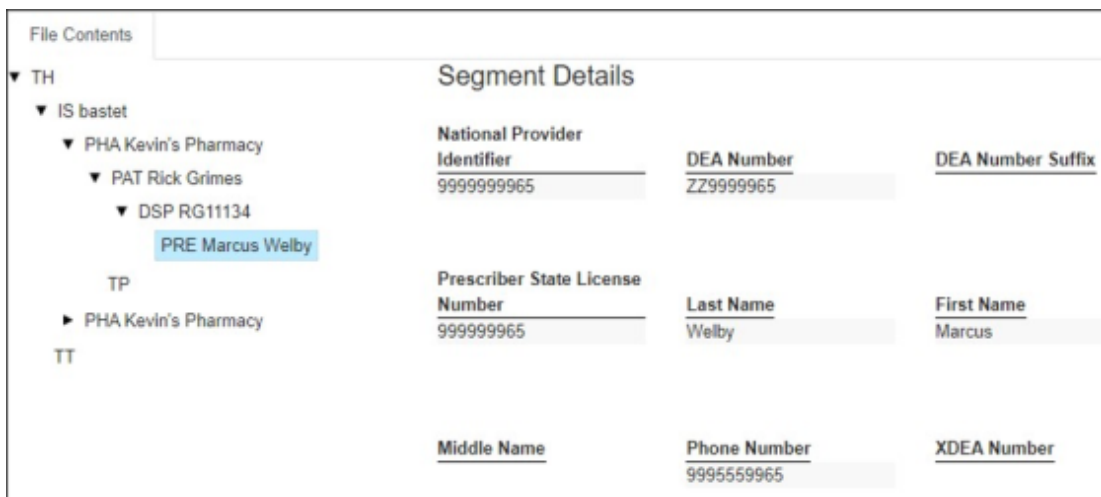 File Contents
TH
IS bastet
PHA Kevin's Pharmacy
PAT Rick Grimes
DSP RG11134
PRE Marcus Welby
TP
PHA Kevin's Pharmacy
TT
Segment Details
National Provider
Identifier DEA Number DEA Number Suffix
9999999965 ZZ9999965
Prescriber State License
Number Last Name First Name
999999965 Welby Marcus
Middle Name Phone Number XDEA Number
9995559965